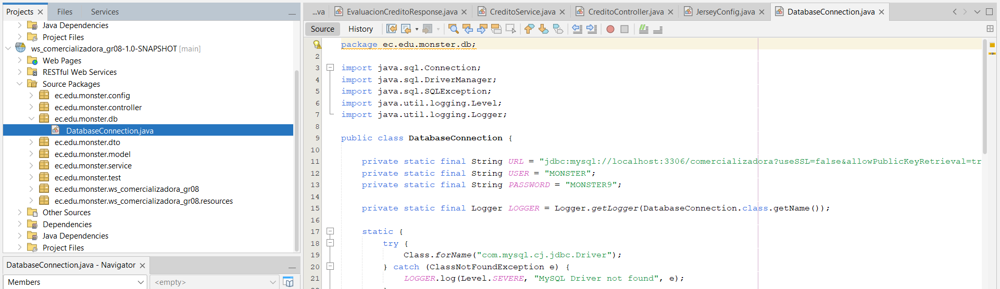 Projects
Files
Services
Java Dependencies
Project Files
ws_comercializadora_gr08-1.0-SNAPSHOT [main]
Web Pages
RESTful Web Services
Source Packages
ec.edu.monster.config
ec.edu.monster.controller
ec.edu.monster.db
DatabaseConnection.java
ec.edu.monster.dto
ec.edu.monster.model
ec.edu.monster.service
ec.edu.monster.test
ec.edu.monster.ws_comercializadora_gr08
ec.edu.monster.ws_comercializadora_gr08.resources
Other Sources
Dependencies
Java Dependencies
Project Files
DatabaseConnection.java - Navigator
Members
<empty>
...va
EvaluacionCreditoResponse.java
CreditoService.java
CreditoController.java
JerseyConfig.java
DatabaseConnection.java
Source
History
package ec.edu.monster.db;
2
3 import java.sql.Connection;
4 import java.sql.DriverManager;
5 import java.sql.SQLException;
6 import java.util.logging.Level;
7 import java.util.logging.Logger;
8
9 public class DatabaseConnection {
10
11 private static final String URL = "jdbc:mysql://localhost:3306/comercializadora?useSSL=false&allowPublicKeyRetrieval=tr
12 private static final String USER = "MONSTER";
13 private static final String PASSWORD = "MONSTER9";
14
15 private static final Logger LOGGER = Logger.getLogger(DatabaseConnection.class.getName());
16
17 static {
18 try {
19 Class.forName("com.mysql.cj.jdbc.Driver");
20 } catch (ClassNotFoundException e) {
21 LOGGER.log(Level.SEVERE, "MySQL Driver not found", e);